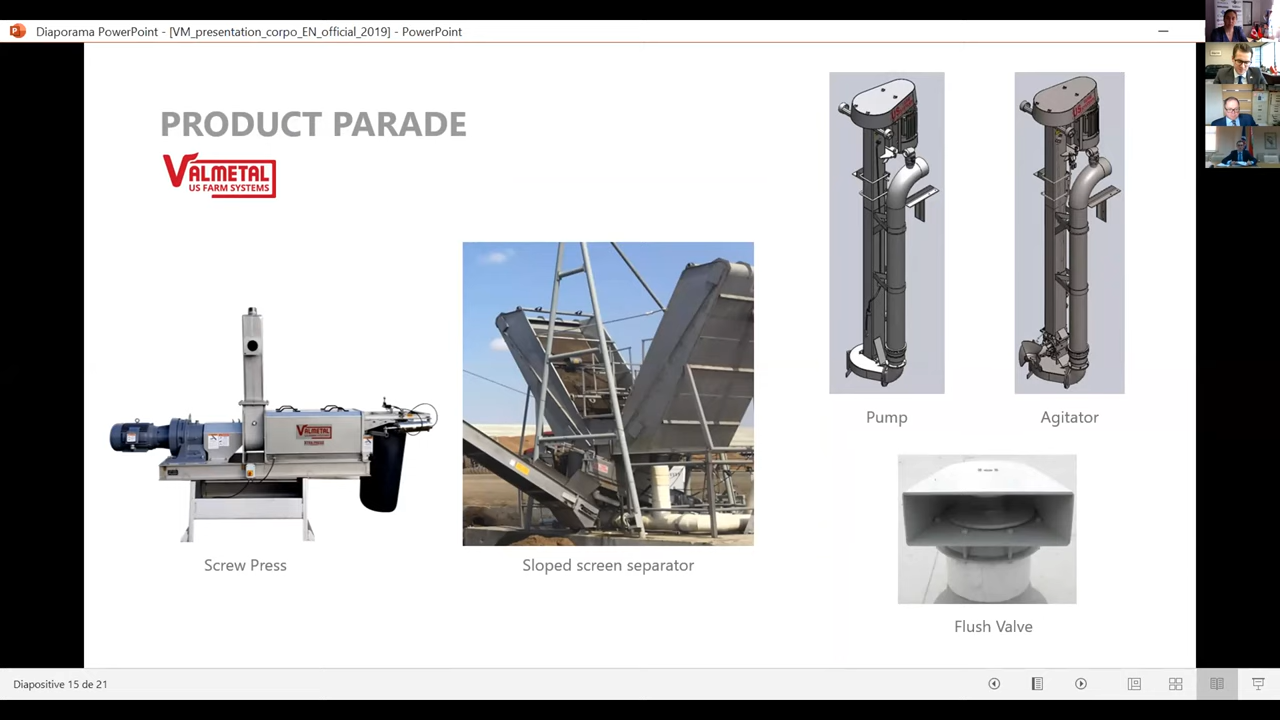 Diaporama PowerPoint - [VM_presentation_corpo_EN_official_2019] - PowerPoint
PRODUCT PARADE
VALMETAL
US FARM SYSTEMS
VALMETAL
Pump
Agitator
Screw Press
Sloped screen separator
Flush Valve
Diapositive 15 de 21